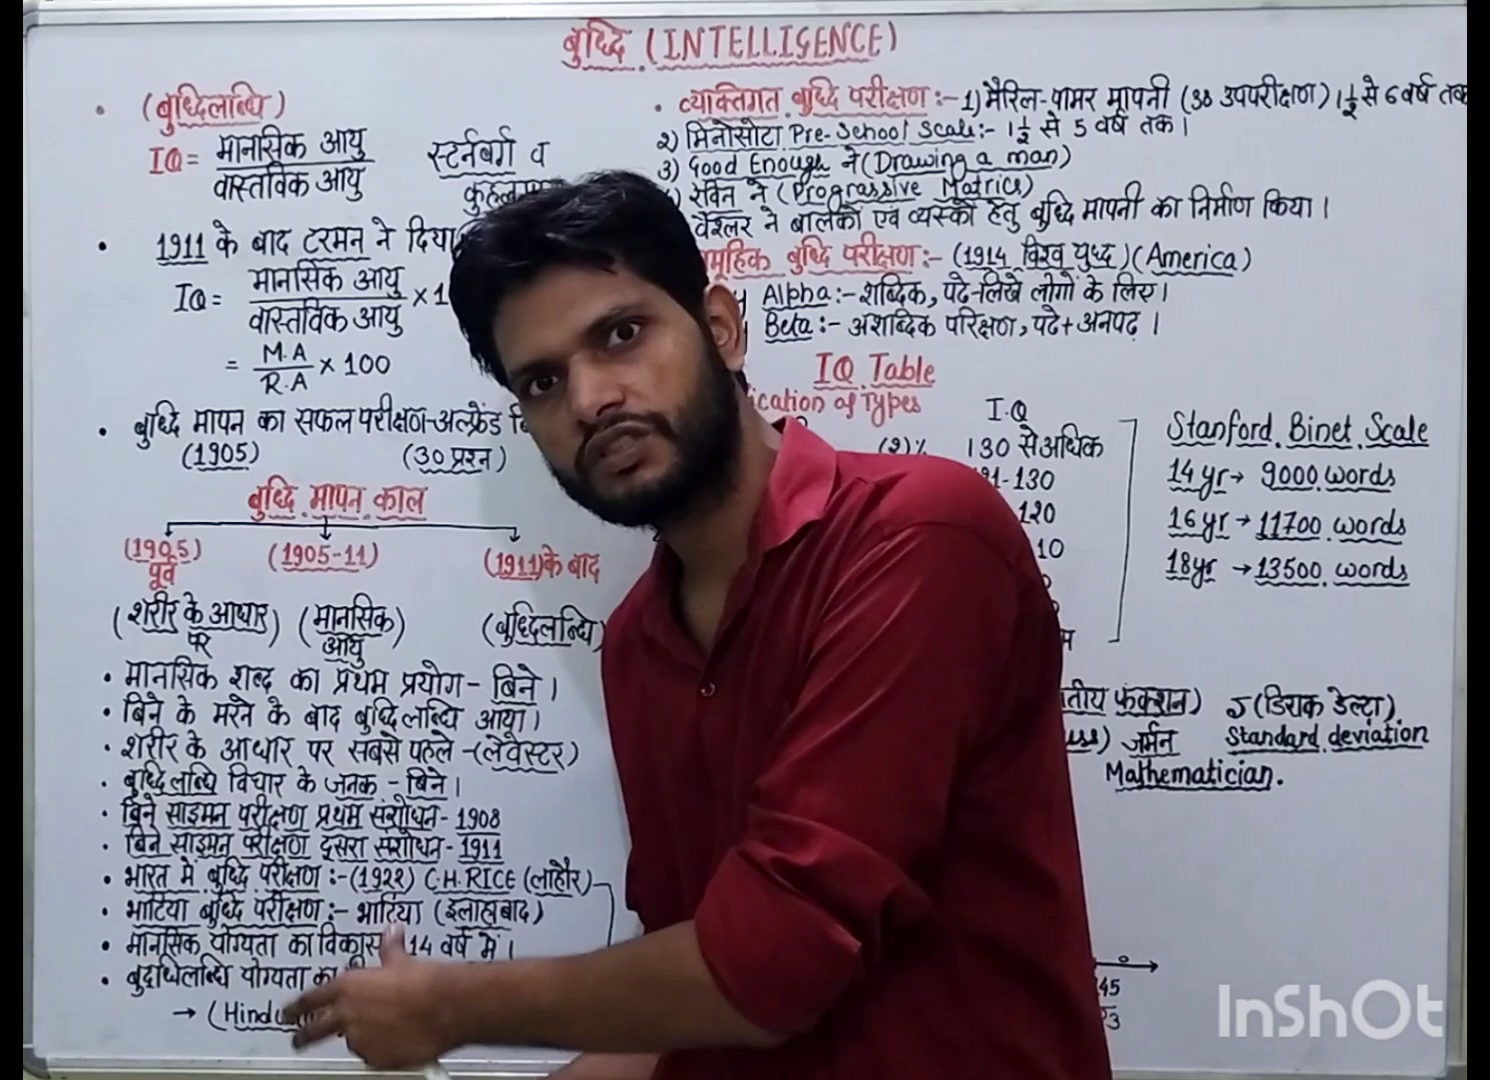 बुध्दि (INTELLIGENCE)
• (बुध्दिलब्धि)
IQ = मानसिक आयु
वास्तविक आयु
स्टर्नबर्ग व
• 1911 के बाद टरमन ने दिया
IQ = मानसिक आयु × 1
वास्तविक आयु
= M.A × 100
R.A
• बुध्दि मापन का सफल परीक्षण-अल्फ्रेंड
(1905) (30 प्रश्न)
बुध्दि मापन काल
(1905) पूर्व (1905-11) (1911) के बाद
(शरीर के आधार पर) (मानसिक आयु) (बुध्दिलब्धि)
• मानसिक शब्द का प्रथम प्रयोग - बिने।
• बिने के मरने के बाद बुध्दिलब्धि आया।
• शरीर के आधार पर सबसे पहले - (लेवेस्टर)
• बुध्दिलब्धि विचार के जनक - बिने।
• बिने साइमन परीक्षण प्रथम संशोधन - 1908
• बिने साइमन परीक्षण दूसरा संशोधन - 1911
• भारत मे बुध्दि परीक्षण :- (1922) C.H.RICE (लाहौर)
• भाटिया बुध्दि परीक्षण :- भाटिया (इलाहाबाद)
• मानसिक योग्यता का विकास 14 वर्ष में।
• बुदधिलब्धि योग्यता का
→ (Hindu
• व्याक्तिगत बुध्दि परीक्षण :- 1) मैरिल-पामर मापनी (38 उपपरीक्षण) 1½ से 6 वर्ष तक
2) मिनोसोटा Pre-School Scale :- 1½ से 5 वर्ष तक।
3) Good Enough ने (Drawing a man)
रेविन ने (Prograssive Matrics)
वैश्लर ने बालकों एवं व्यस्कों हेतु बुध्दि मापनी का निर्माण किया।
मूहिक बुध्दि परीक्षण :- (1914 विश्व युध्द) (America)
Alpha :- शब्दिक, पढे-लिखे लोगों के लिए।
Beta :- अशाब्दिक परिक्षण, पढे + अनपढ़।
IQ Table
ication of Types I.Q
(2)% 130 से अधिक
-130
120
10
Stanford Binet Scale
14 yr → 9000 words
16 yr → 11700 words
18 yr → 13500 words
तीय फंक्शन) (डिराक डेल्टा)
जर्मन Standard deviation
Mathematician.
45
InShOt